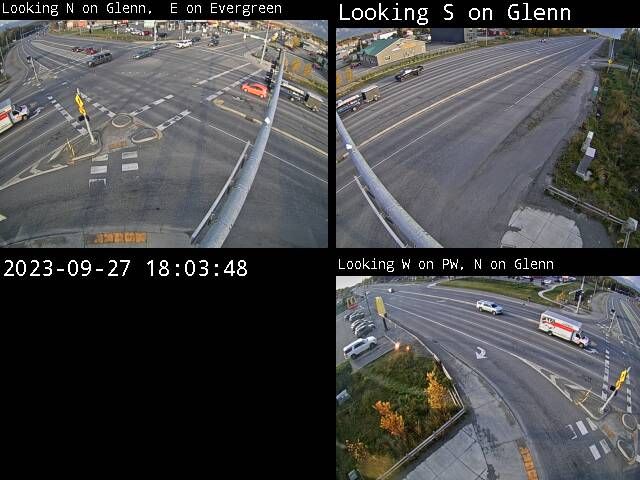 Looking N on Glenn,  E on Evergreen
Looking S on Glenn
2023-09-27 18:03:48
Looking W on PW, N on Glenn